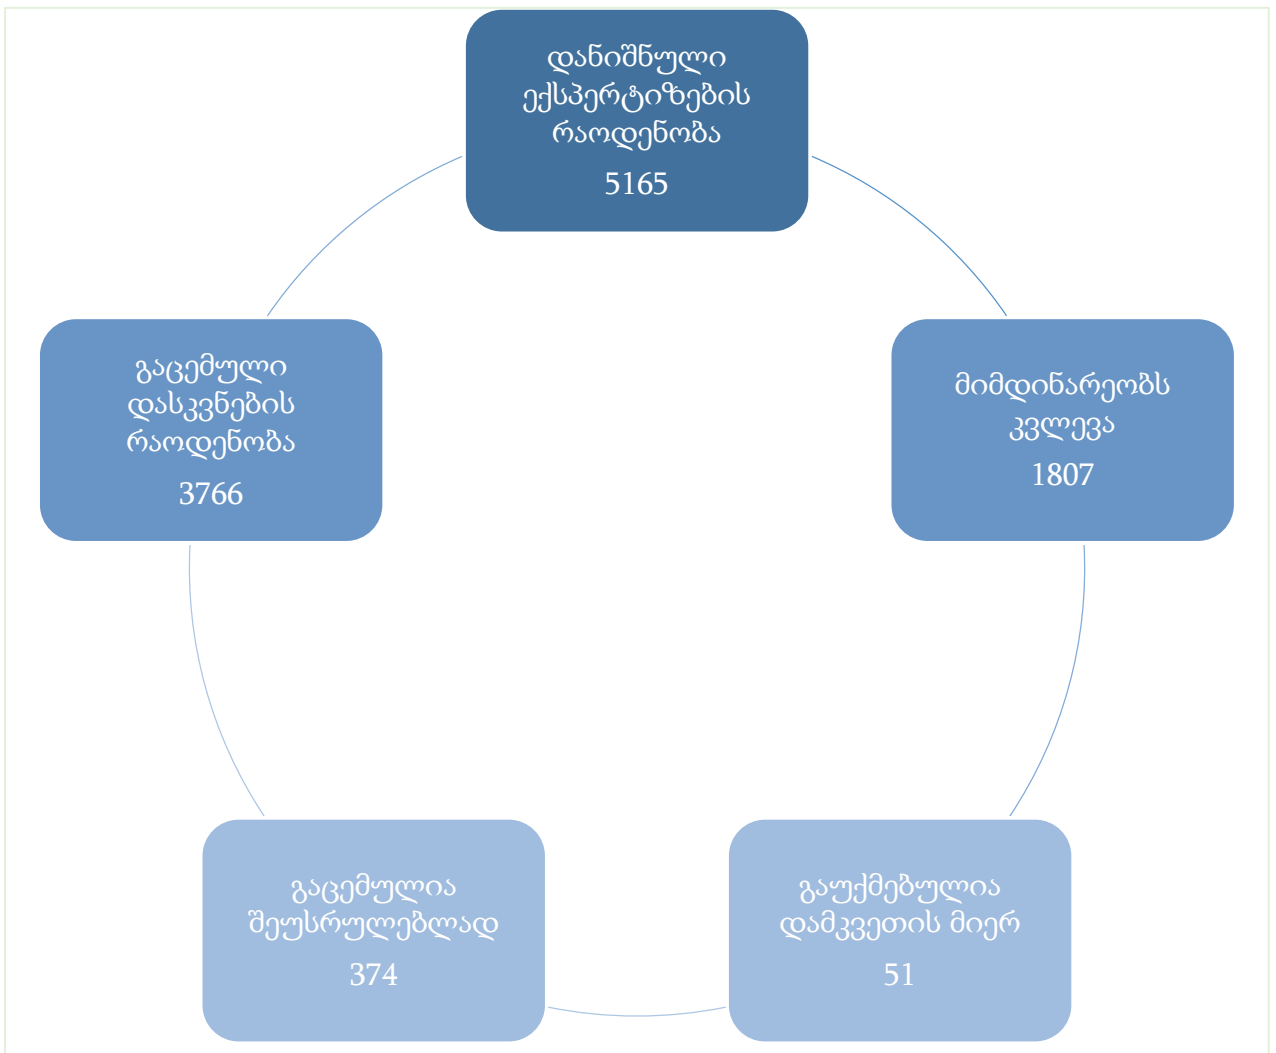 დანიშნული
ექსპერტიზების
რაოდენობა
5165
მიმდინარეობს
კვლევა
1807
გაუქმებულია
დამკვეთის მიერ
51
გაცემულია
შეუსრულებლად
374
გაცემული
დასკვნების
რაოდენობა
3766